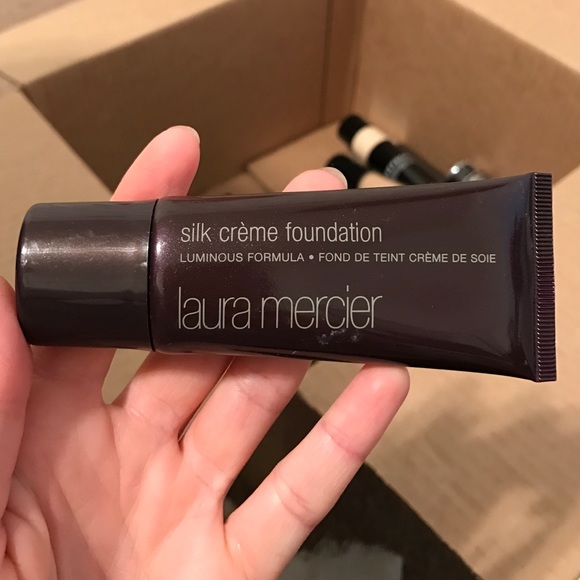 silk crème foundation
LUMINOUS FORMULA • FOND DE TEINT CRÈME DE SOIE
laura mercier